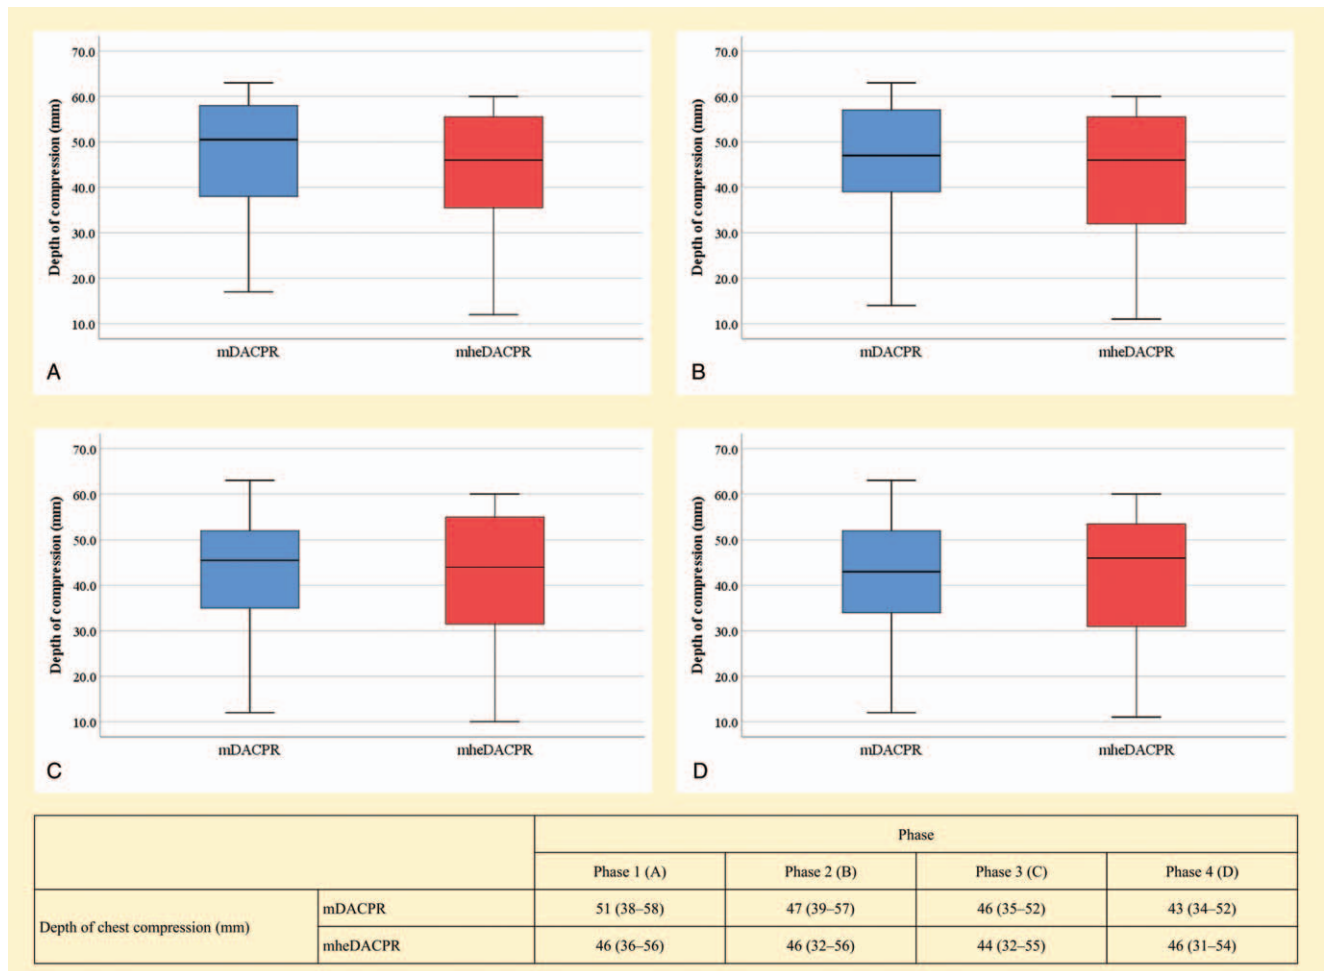 70.0
60.0
50.0
40.0
30.0
20.0
10.0
Depth of compression (mm)
mDACPR
mheDACPR
A
70.0
60.0
50.0
40.0
30.0
20.0
10.0
Depth of compression (mm)
mDACPR
mheDACPR
B
70.0
60.0
50.0
40.0
30.0
20.0
10.0
Depth of compression (mm)
mDACPR
mheDACPR
C
70.0
60.0
50.0
40.0
30.0
20.0
10.0
Depth of compression (mm)
mDACPR
mheDACPR
D
Phase
Phase 1 (A) Phase 2 (B) Phase 3 (C) Phase 4 (D)
Depth of chest compression (mm)
mDACPR 51 (38–58) 47 (39–57) 46 (35–52) 43 (34–52)
mheDACPR 46 (36–56) 46 (32–56) 44 (32–55) 46 (31–54)